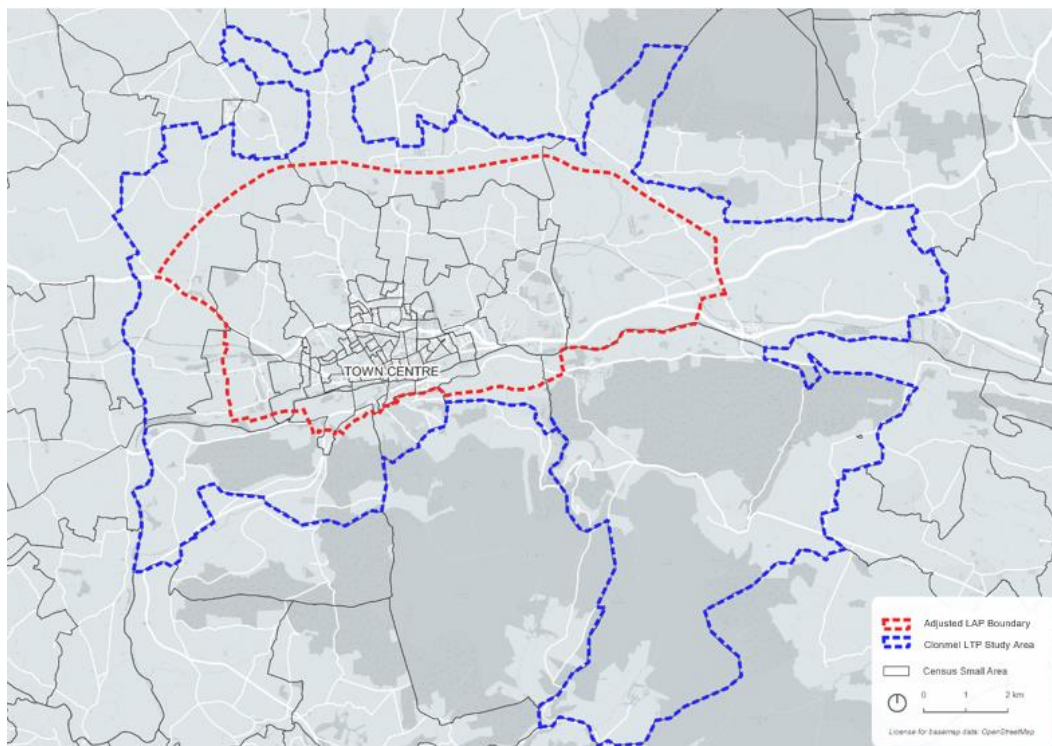 TOWN CENTRE
Adjusted LAP Boundary
Clonmel LTP Study Area
Census Small Area
0 1 2 km
License for basemap data: OpenStreetMap